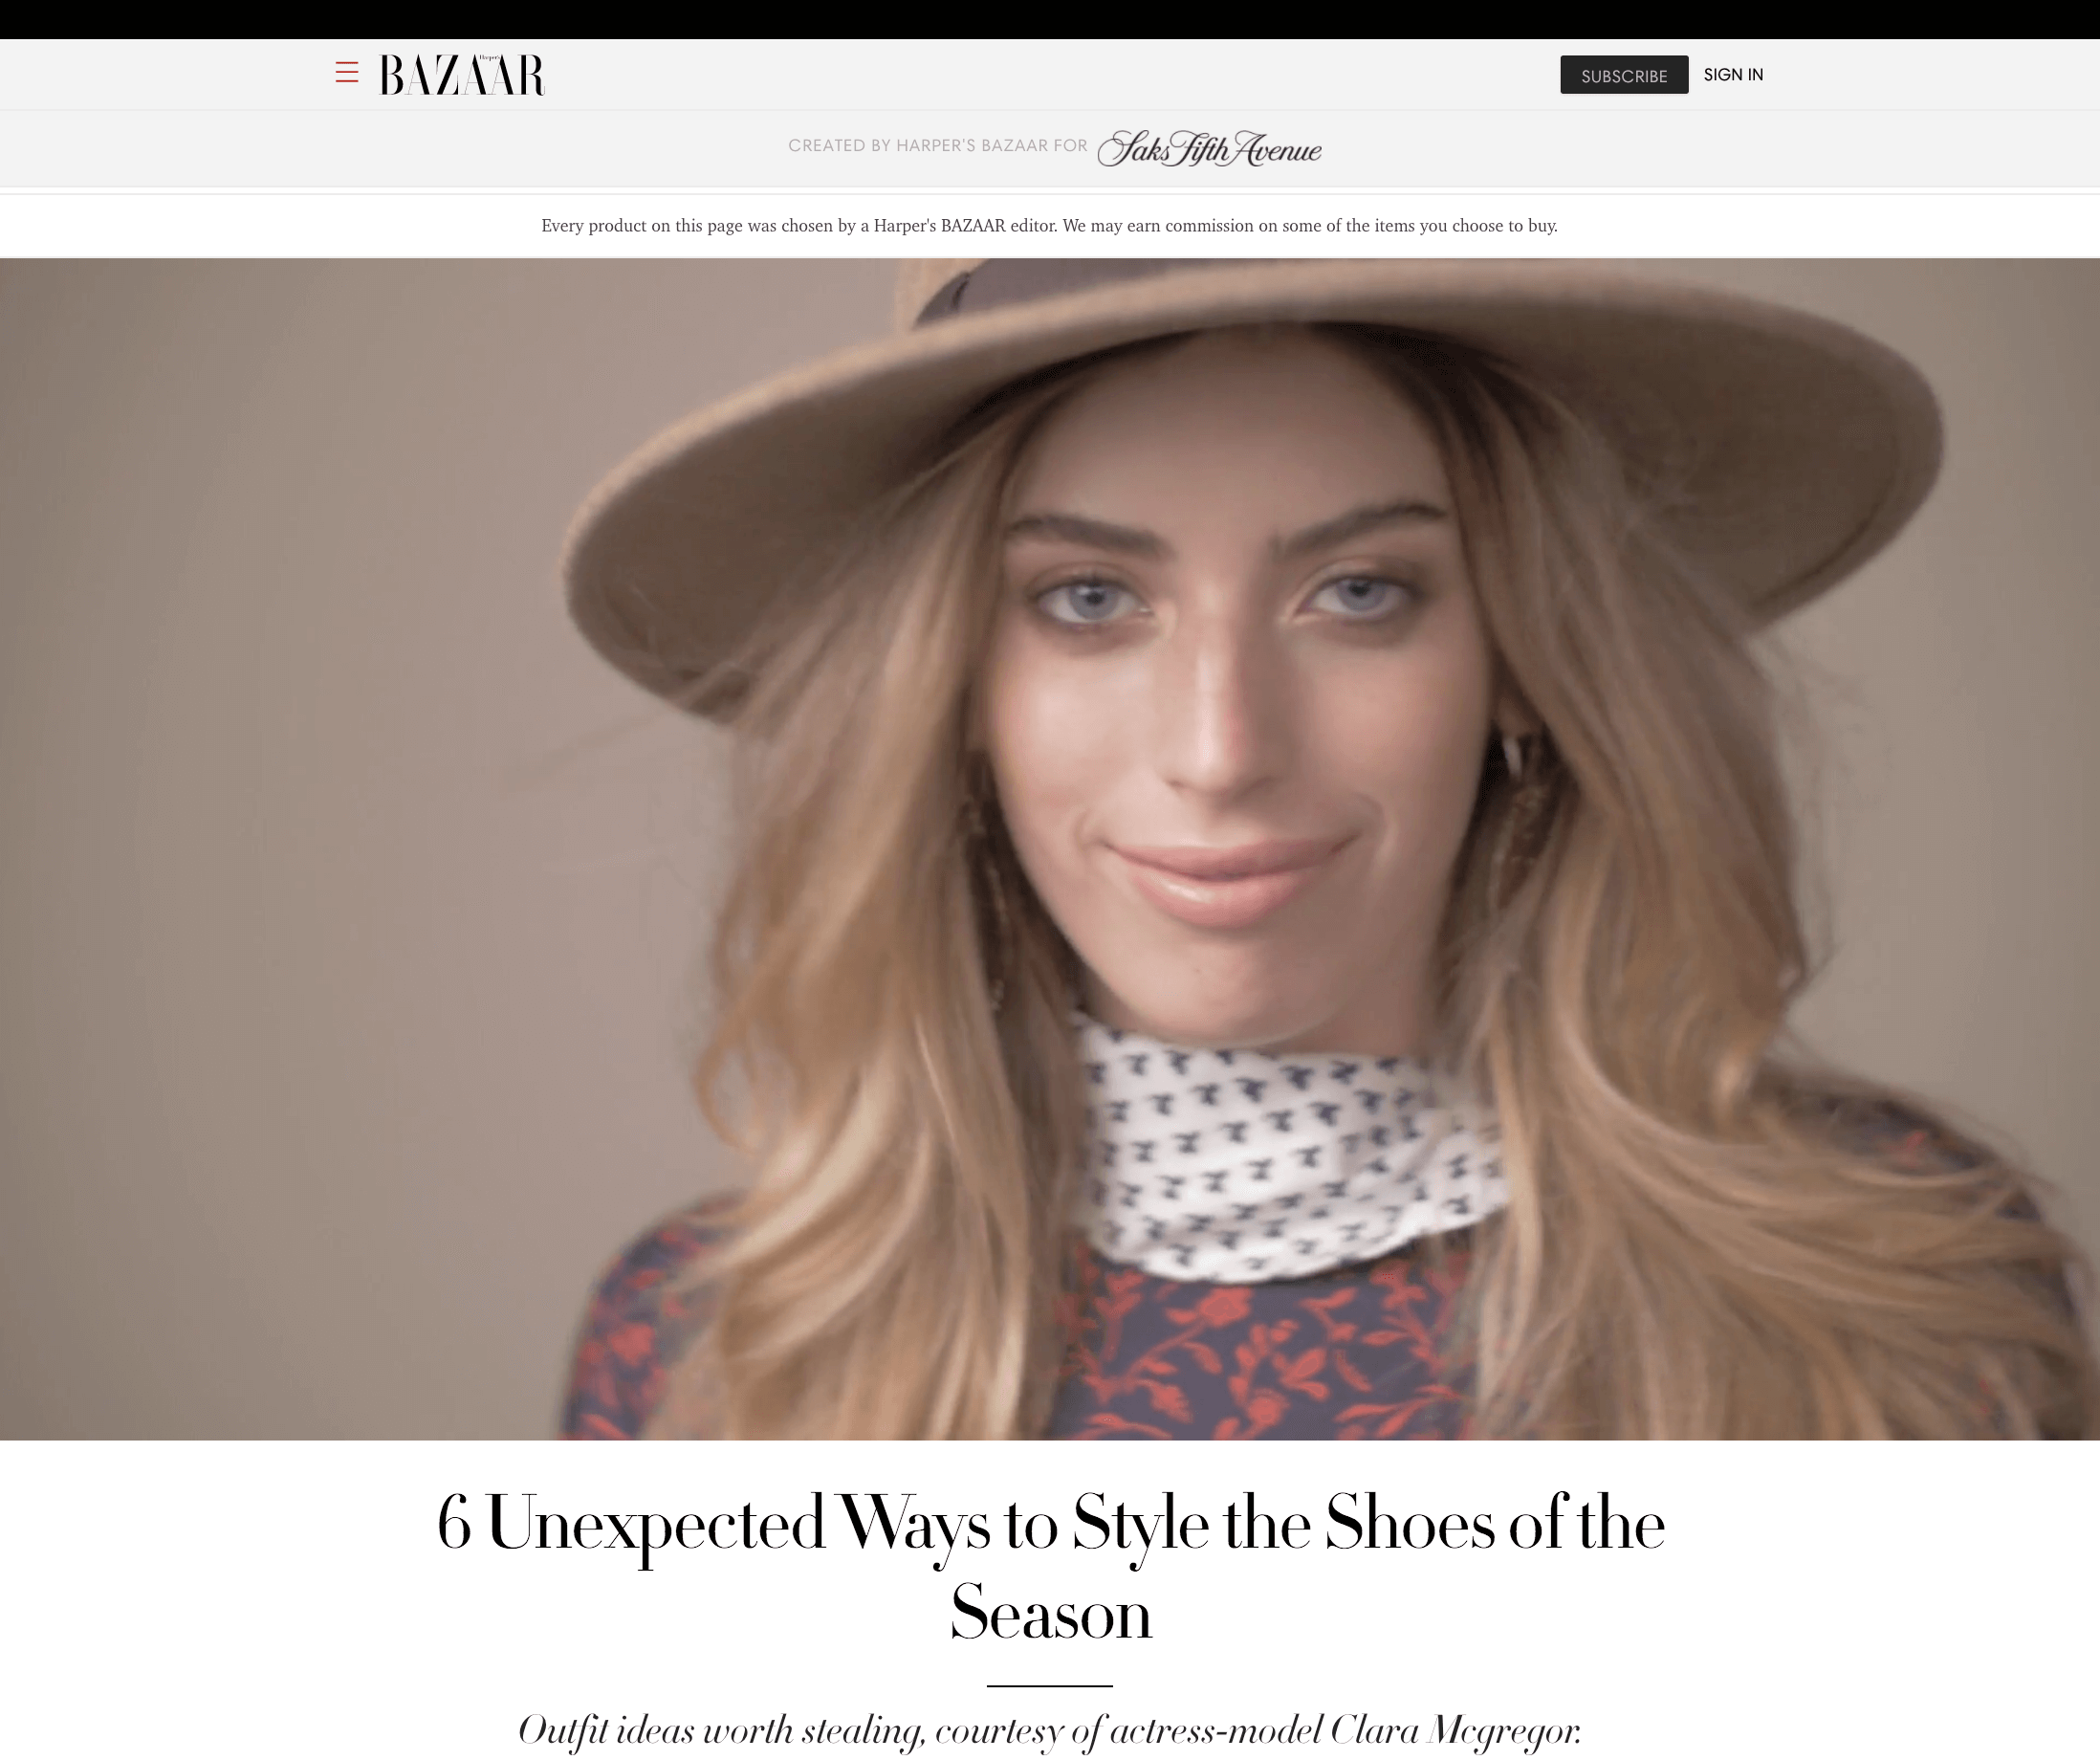 Harper's
BAZAAR
SUBSCRIBE
SIGN IN
CREATED BY HARPER'S BAZAAR FOR Saks Fifth Avenue
Every product on this page was chosen by a Harper's BAZAAR editor. We may earn commission on some of the items you choose to buy.
6 Unexpected Ways to Style the Shoes of the
Season
Outfit ideas worth stealing, courtesy of actress-model Clara Mcgregor.